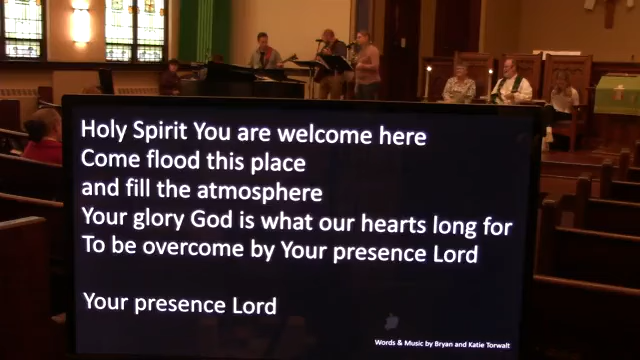 Holy Spirit You are welcome here
Come flood this place
and fill the atmosphere
Your glory God is what our hearts long for
To be overcome by Your presence Lord
Your presence Lord
Words & Music by Bryan and Katie Torwalt